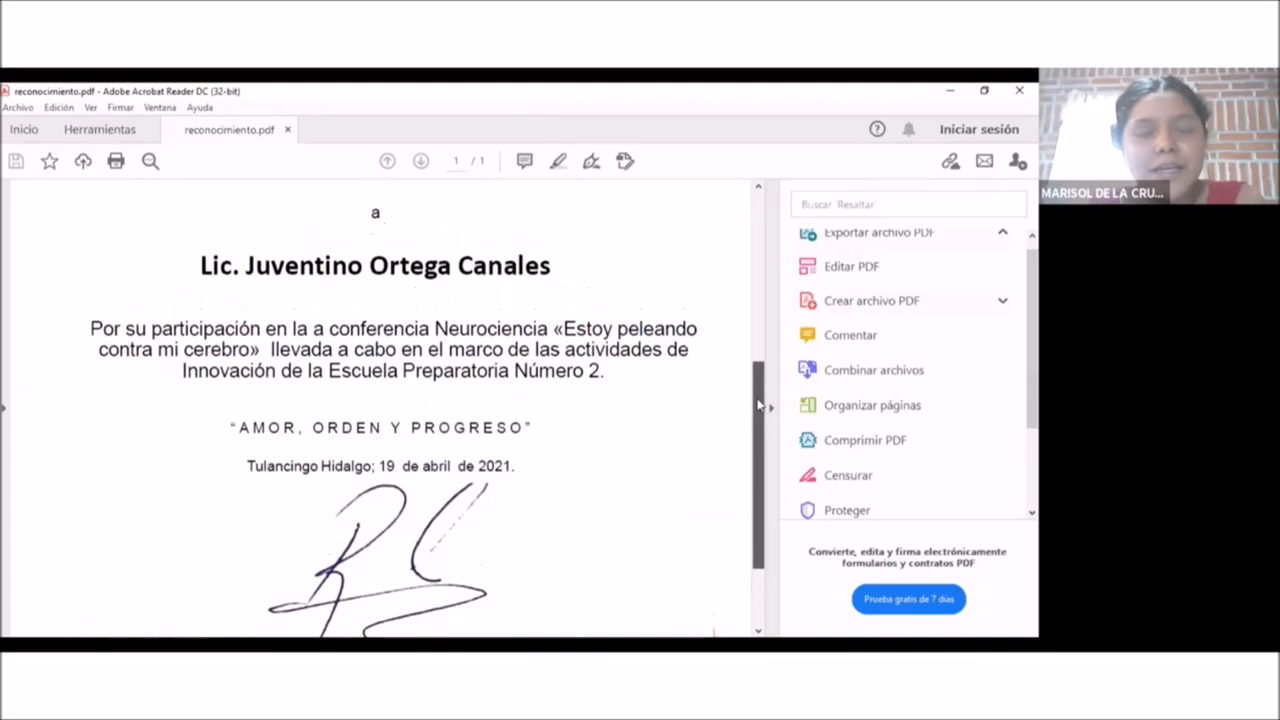 reconocimiento.pdf - Adobe Acrobat Reader DC (32-bit)
Archivo Edición Ver Firmar Ventana Ayuda
Inicio Herramientas reconocimiento.pdf × Iniciar sesión
1 / 1
a
Lic. Juventino Ortega Canales
Por su participación en la a conferencia Neurociencia «Estoy peleando
contra mi cerebro» llevada a cabo en el marco de las actividades de
Innovación de la Escuela Preparatoria Número 2.
"AMOR, ORDEN Y PROGRESO"
Tulancingo Hidalgo; 19 de abril de 2021.
Buscar 'Resaltar'
Exportar archivo PDF
Editar PDF
Crear archivo PDF
Comentar
Combinar archivos
Organizar páginas
Comprimir PDF
Censurar
Proteger
Convierte, edita y firma electrónicamente
formularios y contratos PDF
Prueba gratis de 7 días
MARISOL DE LA CRU...